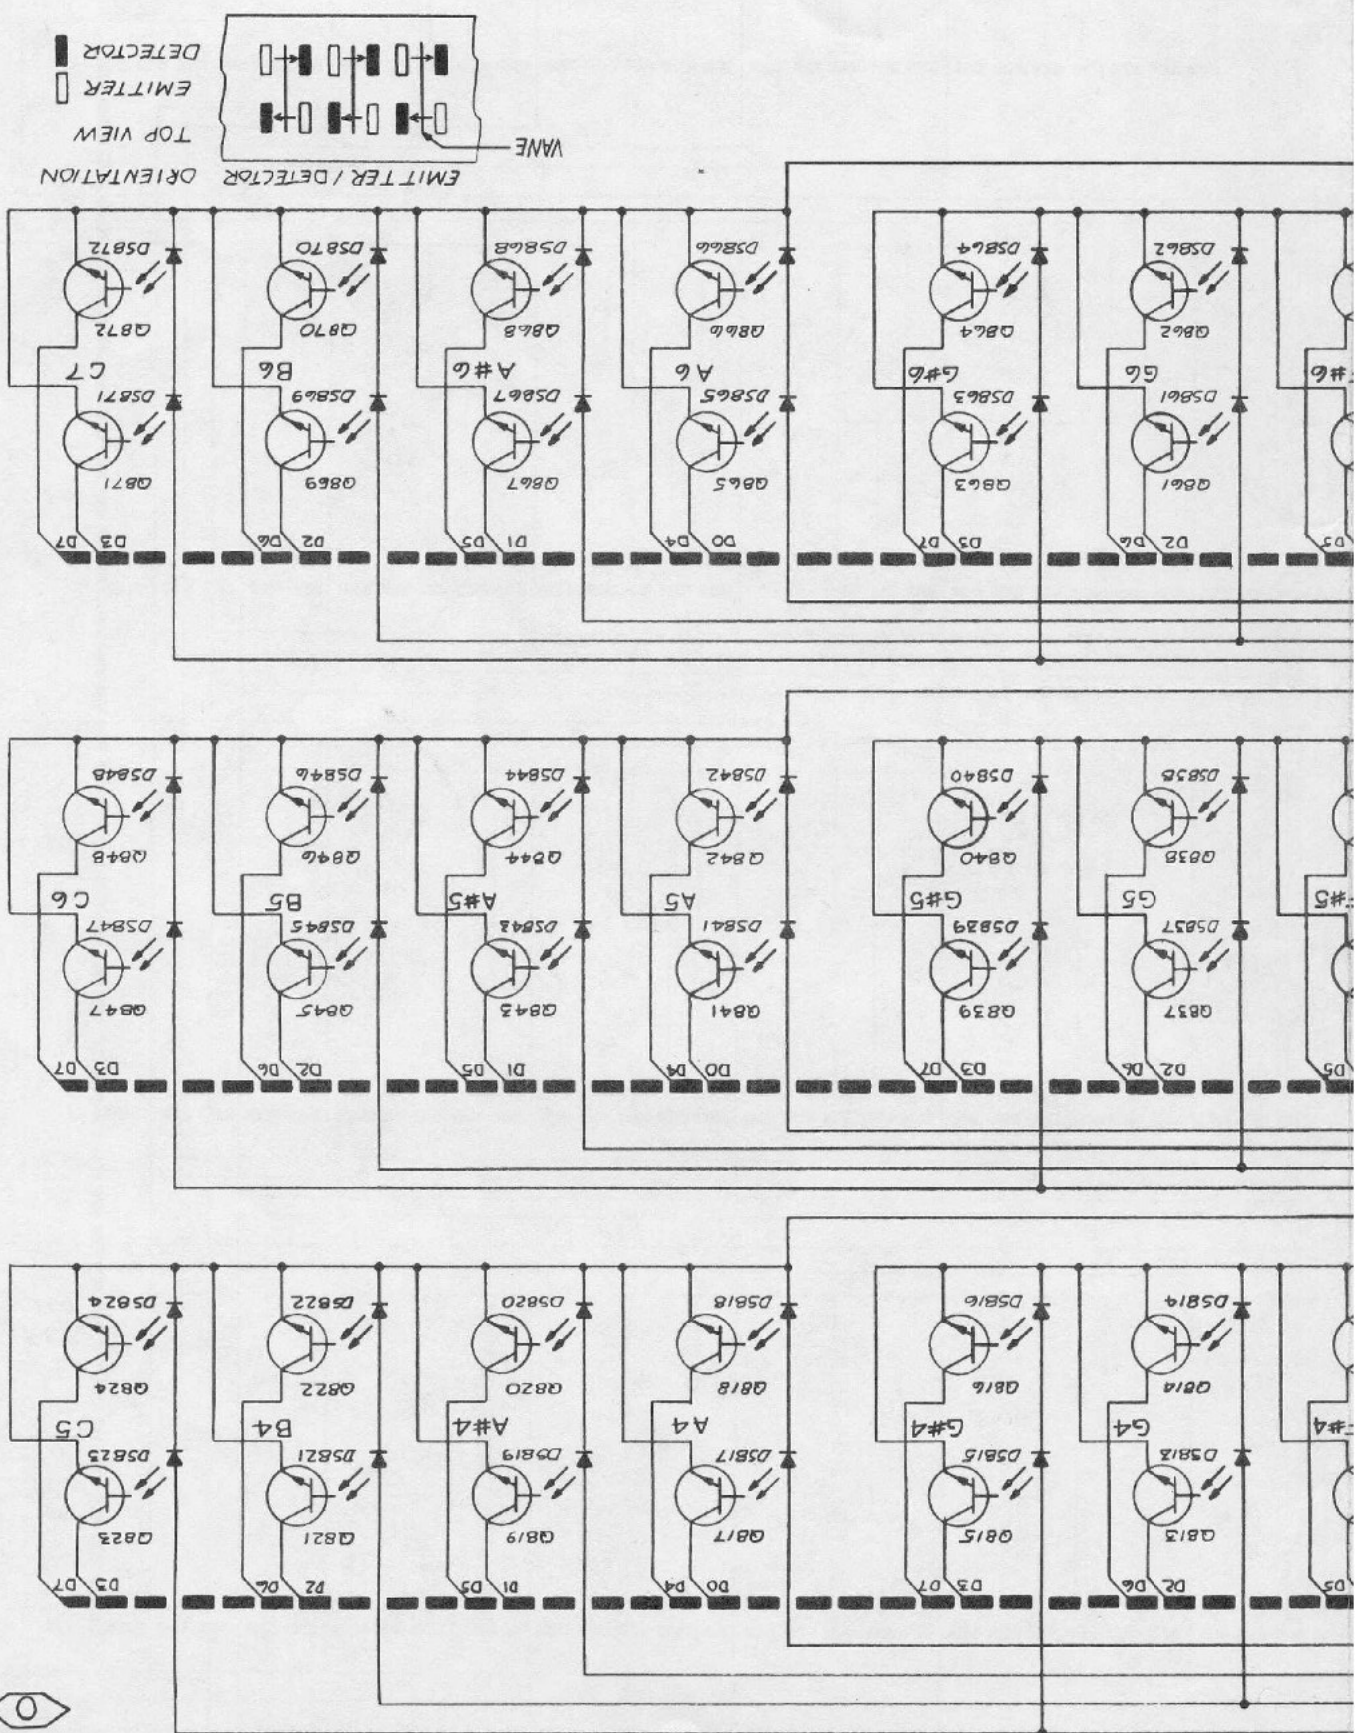 0
D5 D2 D6 D3 D7 D0 D4 D1 D5 D2 D6 D3 D7
Q813 Q815 Q817 Q819 Q821 Q823
DS813 DS815 DS817 DS819 DS821 DS823
#4 G4 G#4 A4 A#4 B4 C5
Q814 Q816 Q818 Q820 Q822 Q824
DS814 DS816 DS818 DS820 DS822 DS824
D5 D2 D6 D3 D7 D0 D4 D1 D5 D2 D6 D3 D7
Q837 Q839 Q841 Q843 Q845 Q847
DS837 DS839 DS841 DS843 DS845 DS847
#5 G5 G#5 A5 A#5 B5 C6
Q838 Q840 Q842 Q844 Q846 Q848
DS838 DS840 DS842 DS844 DS846 DS848
D5 D2 D6 D3 D7 D0 D4 D1 D5 D2 D6 D3 D7
Q861 Q863 Q865 Q867 Q869 Q871
DS861 DS863 DS865 DS867 DS869 DS871
#6 G6 G#6 A6 A#6 B6 C7
Q862 Q864 Q866 Q868 Q870 Q872
DS862 DS864 DS866 DS868 DS870 DS872
EMITTER / DETECTOR ORIENTATION
VANE
TOP VIEW
EMITTER
DETECTOR